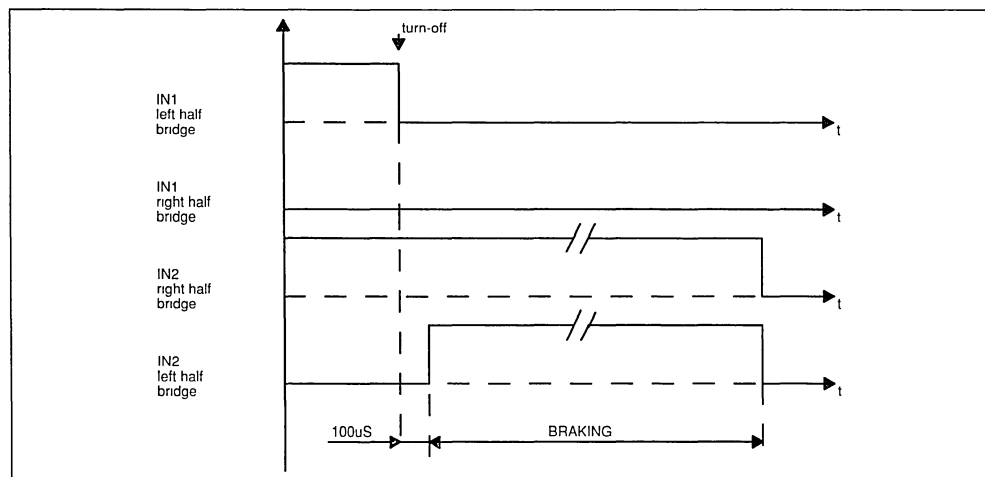 turn-off
IN1
left half
bridge
t
IN1
right half
bridge
t
IN2
right half
bridge
t
IN2
left half
bridge
t
100uS
BRAKING